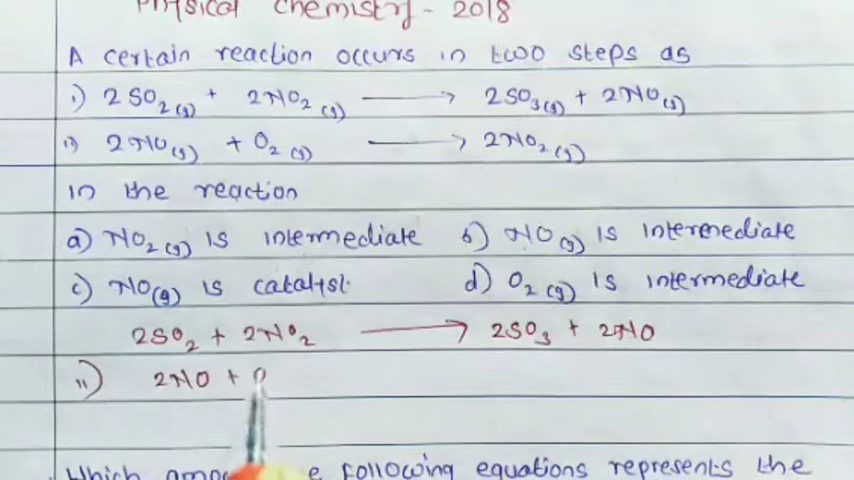 Physical Chemistry - 2018
A certain reaction occurs in two steps as
i) 2SO2(g) + 2NO2(g) → 2SO3(g) + 2NO(g)
ii) 2NO(g) + O2(g) → 2NO2(g)
In the reaction
a) NO2(g) is intermediate b) NO(g) is Interenediate
c) NO(g) is catalyst d) O2(g) is intermediate
2SO2 + 2NO2 → 2SO3 + 2NO
ii) 2NO +
Which following equations represents the